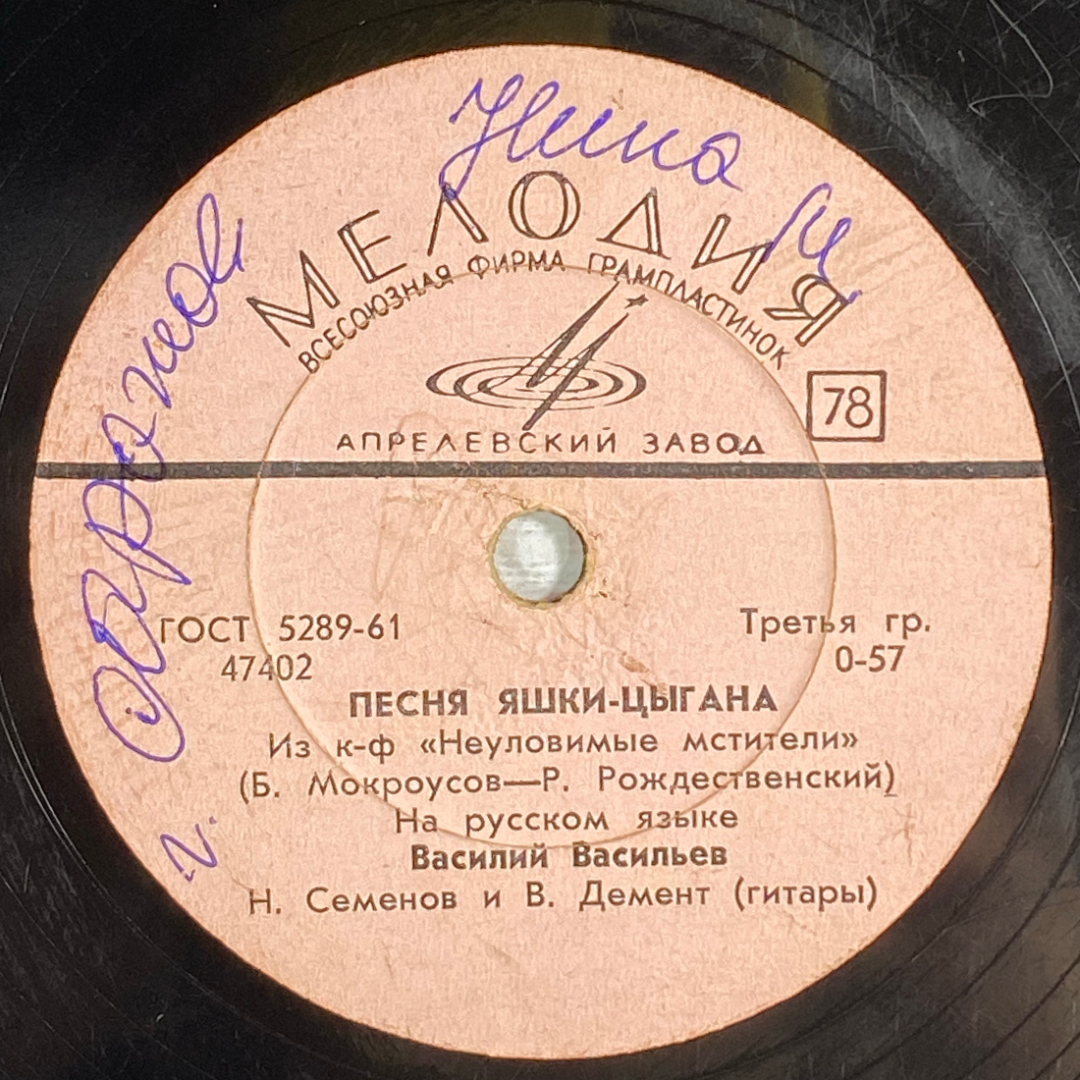 Нина
МЕЛОДИЯ
ВСЕСОЮЗНАЯ ФИРМА ГРАМПЛАСТИНОК
78
АПРЕЛЕВСКИЙ ЗАВОД
ГОСТ 5289-61
47402
Третья гр.
0-57
ПЕСНЯ ЯШКИ-ЦЫГАНА
Из к-ф «Неуловимые мстители»
(Б. Мокроусов—Р. Рождественский)
На русском языке
Василий Васильев
Н. Семенов и В. Демент (гитары)
г.